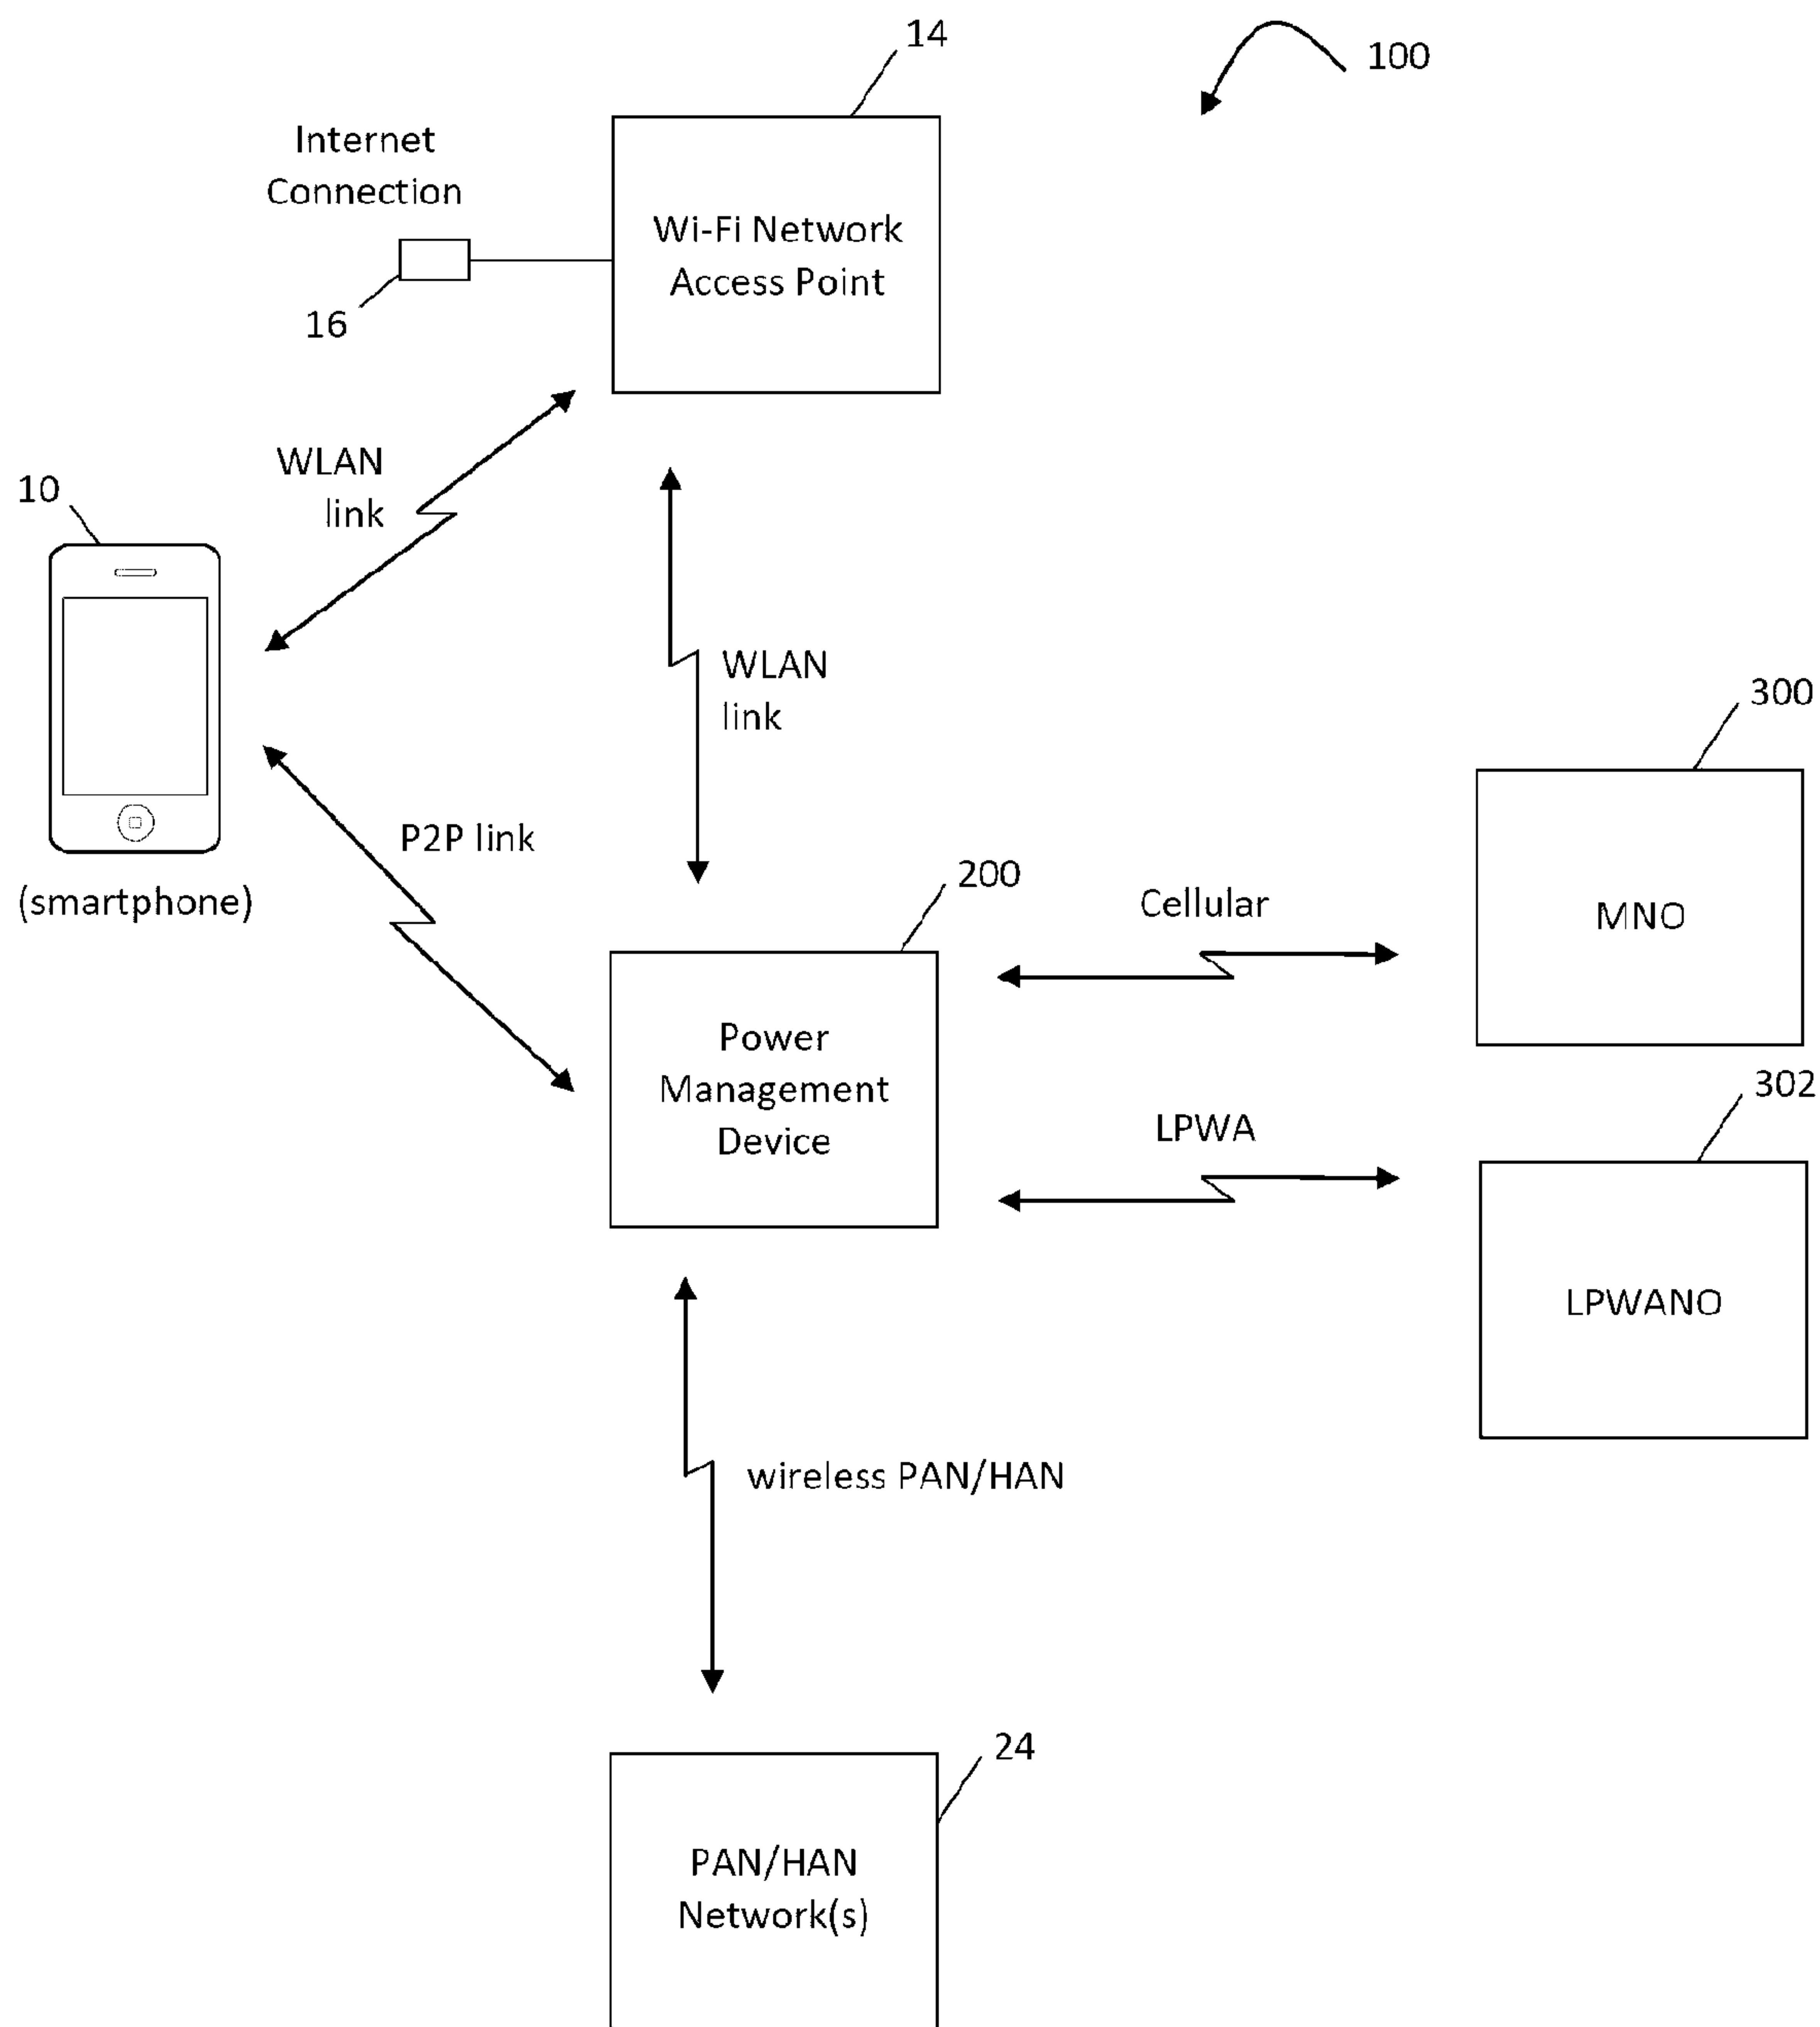 14
100
Internet
Connection
Wi-Fi Network
Access Point
16
WLAN
link
10
WLAN
link
300
P2P link
(smartphone)
200
Cellular
MNO
Power
Management
Device
302
LPWA
LPWANO
wireless PAN/HAN
24
PAN/HAN
Network(s)